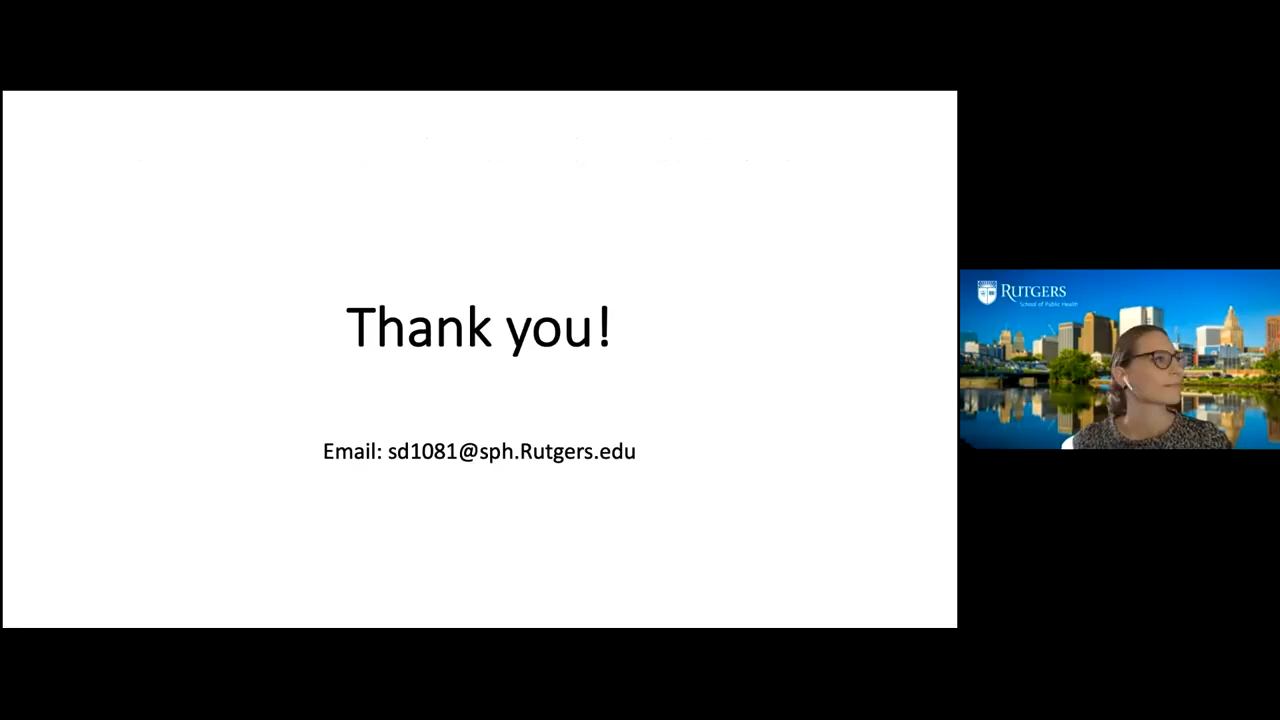 Thank you!
Email: sd1081@sph.Rutgers.edu
RUTGERS
School of Public Health